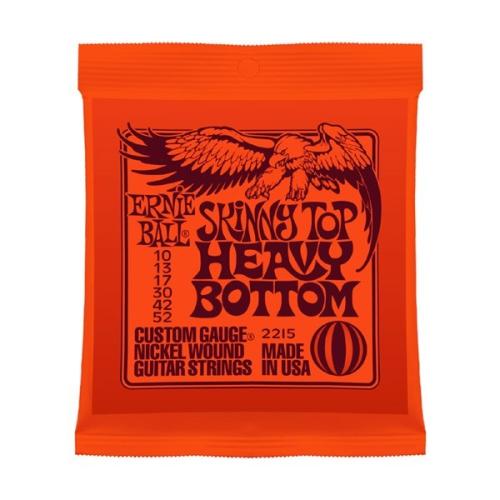 ERNIE BALL®
SKINNY TOP
HEAVY
BOTTOM
10
13
17
30
42
52
CUSTOM GAUGE® 2215
NICKEL WOUND MADE
GUITAR STRINGS IN USA